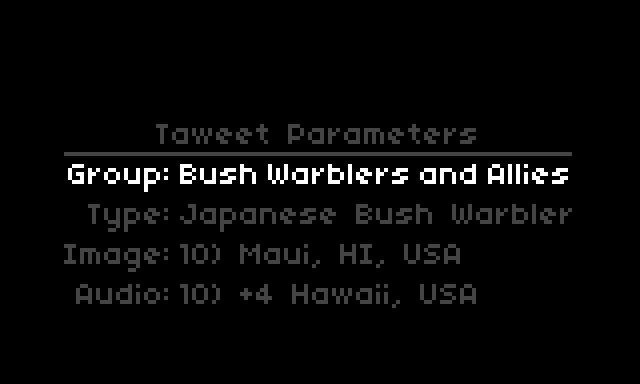 Taweet Parameters
Group: Bush Warblers and Allies
Type: Japanese Bush Warbler
Image: 10) Maui, HI, USA
Audio: 10) +4 Hawaii, USA